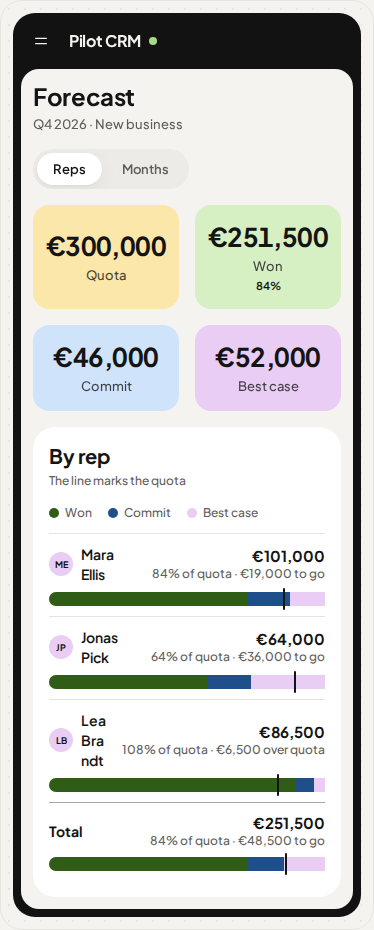 Pilot CRM
Forecast
Q4 2026 · New business
Reps Months
€300,000
Quota
€251,500
Won
84%
€46,000
Commit
€52,000
Best case
By rep
The line marks the quota
Won Commit Best case
ME
Mara
Ellis
€101,000
84% of quota · €19,000 to go
JP
Jonas
Pick
€64,000
64% of quota · €36,000 to go
LB
Lea
Bra
ndt
€86,500
108% of quota · €6,500 over quota
Total
€251,500
84% of quota · €48,500 to go